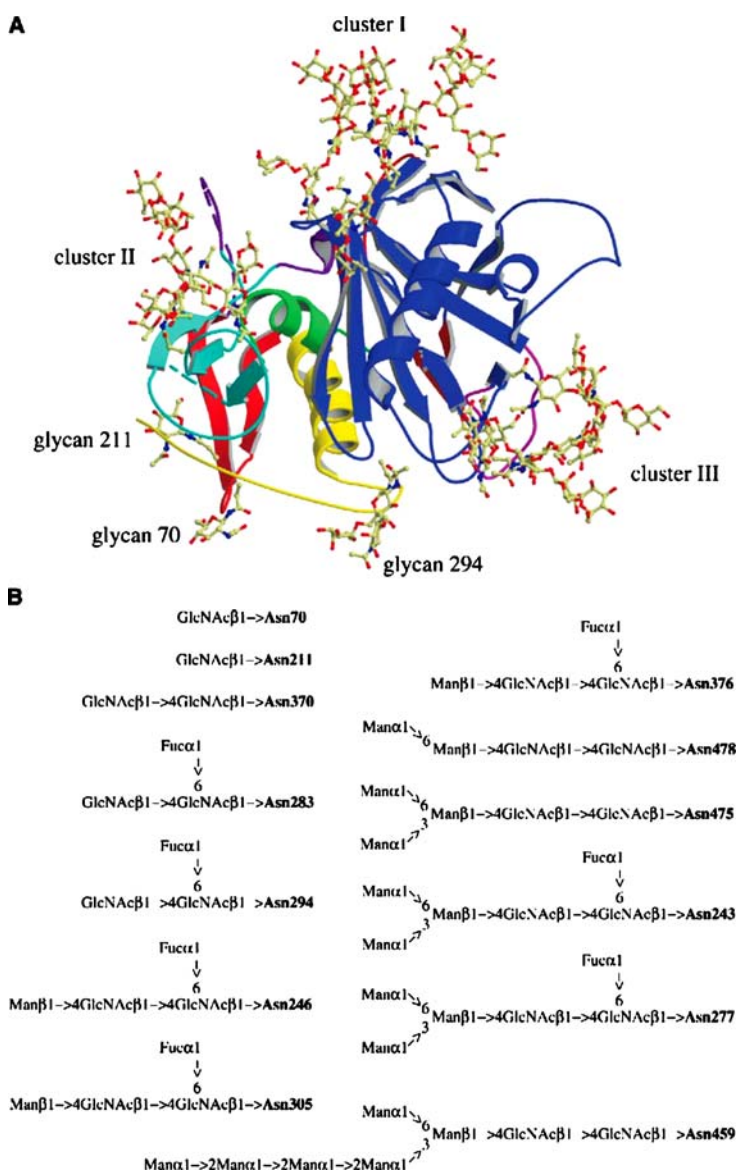 A
cluster I
cluster II
glycan 211
glycan 70
glycan 294
cluster III
B
GlcNAcβ1->Asn70
GlcNAcβ1->Asn211
GlcNAcβ1->4GlcNAcβ1->Asn370
Fucα1
6
GlcNAcβ1->4GlcNAcβ1->Asn283
Fucα1
6
GlcNAcβ1 >4GlcNAcβ1 >Asn294
Fucα1
6
Manβ1->4GlcNAcβ1->4GlcNAcβ1->Asn246
Fucα1
6
Manβ1->4GlcNAcβ1->4GlcNAcβ1->Asn305
Fucα1
6
Manβ1->4GlcNAcβ1->4GlcNAcβ1->Asn376
Manα1
6
Manβ1->4GlcNAcβ1->4GlcNAcβ1->Asn478
Manα1
6
Manβ1->4GlcNAcβ1->4GlcNAcβ1->Asn475
3
Manα1
Fucα1
Manα1
6
6
Manβ1->4GlcNAcβ1->4GlcNAcβ1->Asn243
3
Manα1
Fucα1
Manα1
6
6
Manβ1->4GlcNAcβ1->4GlcNAcβ1->Asn277
3
Manα1
Manα1
6
Manβ1 >4GlcNAcβ1 >4GlcNAcβ1 >Asn459
3
Manα1->2Manα1->2Manα1->2Manα1